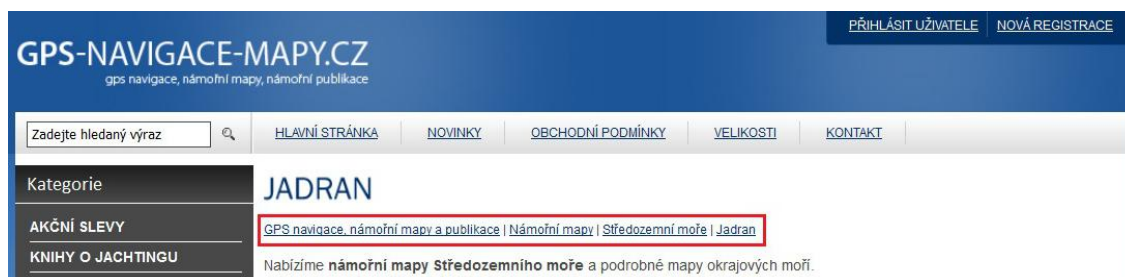 PŘIHLÁSIT UŽIVATELE NOVÁ REGISTRACE
GPS-NAVIGACE-MAPY.CZ
gps navigace, námořní mapy, námořní publikace
Zadejte hledaný výraz HLAVNÍ STRÁNKA NOVINKY OBCHODNÍ PODMÍNKY VELIKOSTI KONTAKT
Kategorie
AKČNÍ SLEVY
KNIHY O JACHTINGU
JADRAN
GPS navigace, námořní mapy a publikace | Námořní mapy | Středozemní moře | Jadran
Nabízíme námořní mapy Středozemního moře a podrobné mapy okrajových moří.